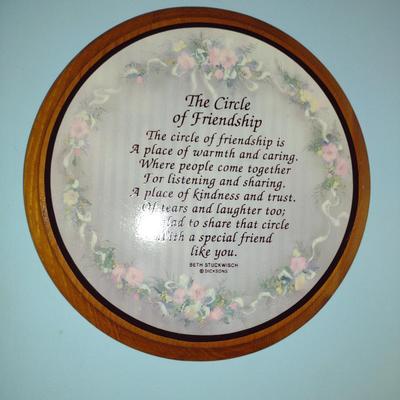 The Circle
of Friendship
The circle of friendship is
A place of warmth and caring.
Where people come together
For listening and sharing.
A place of kindness and trust.
Of tears and laughter too;
glad to share that circle
With a special friend
like you.
BETH STUCKWISCH
© DICKSONS